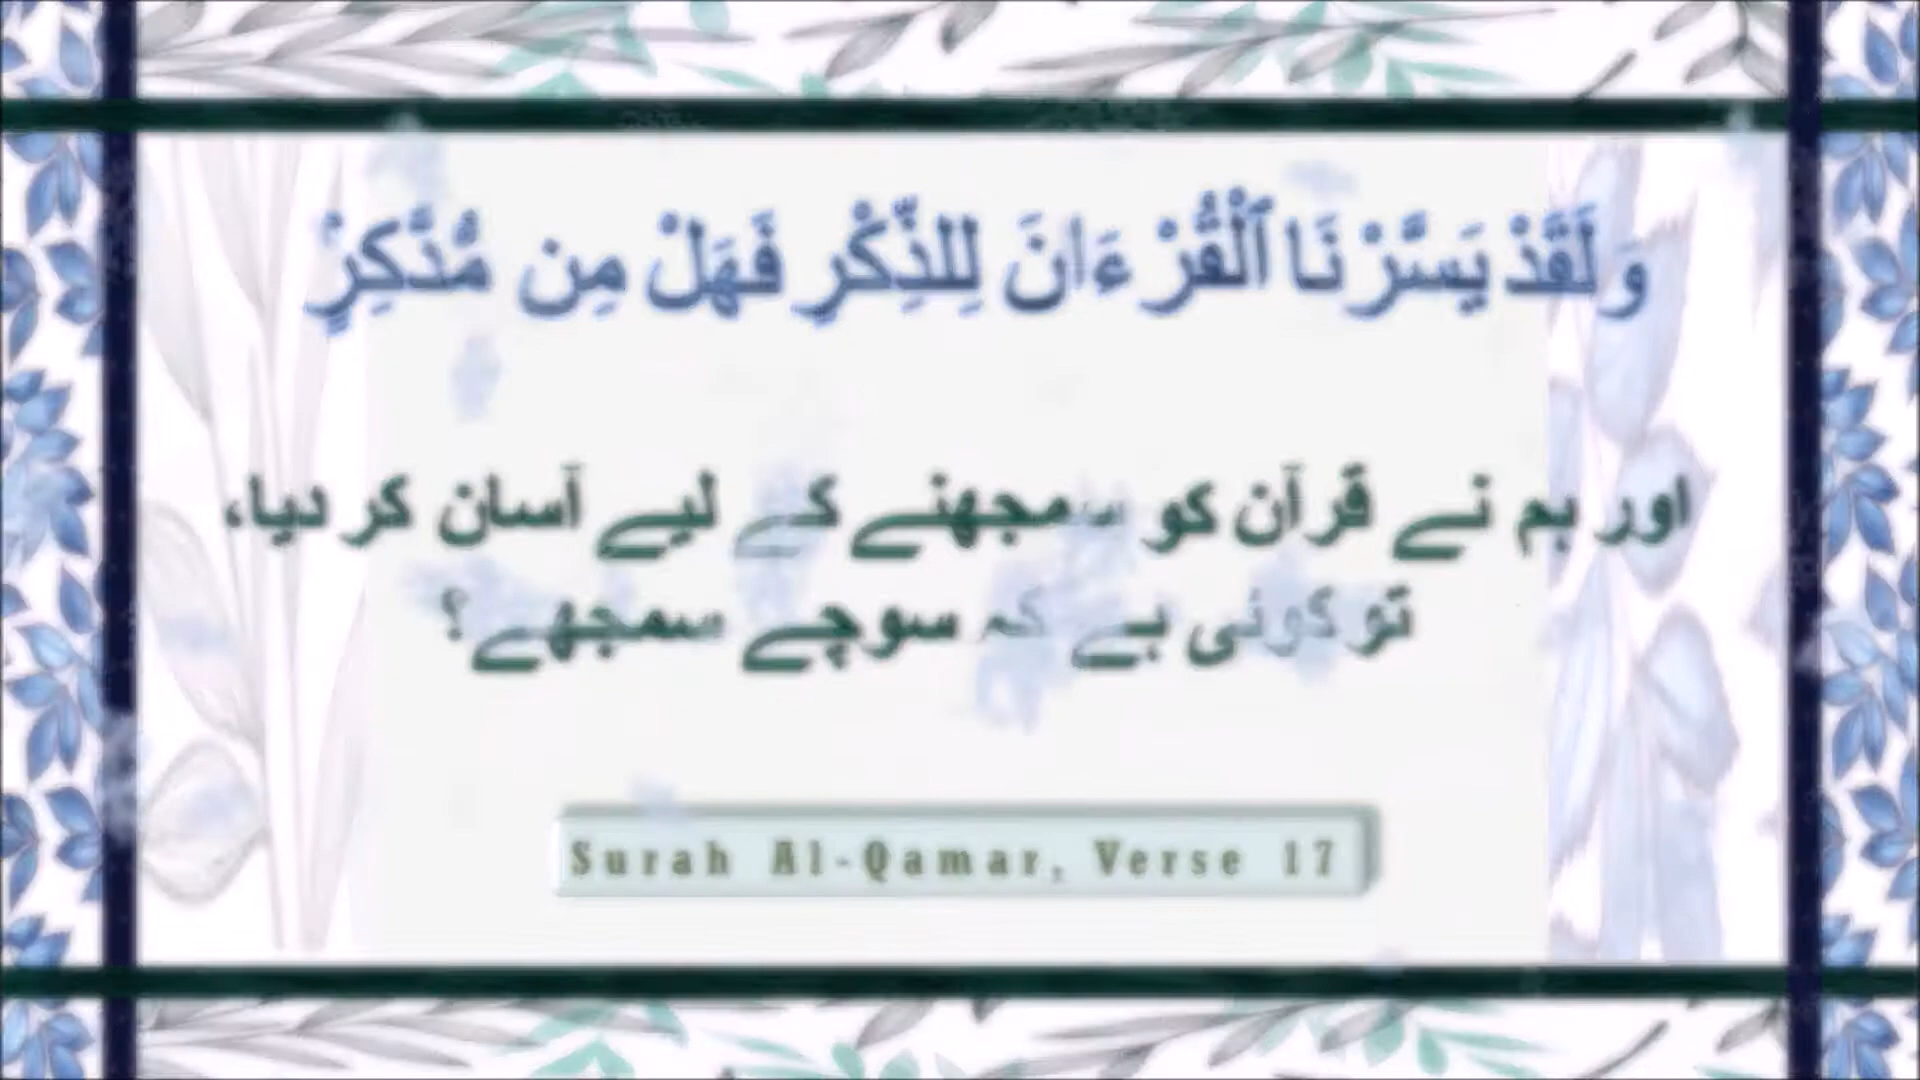 وَلَقَدْ يَسَّرْنَا ٱلْقُرْءَانَ لِلذِّكْرِ فَهَلْ مِن مُّدَّكِرٍۢ
اور ہم نے قرآن کو سمجھنے کے لیے آسان کر دیا،
تو کوئی ہے کہ سوچے سمجھے؟
Surah Al-Qamar, Verse 17